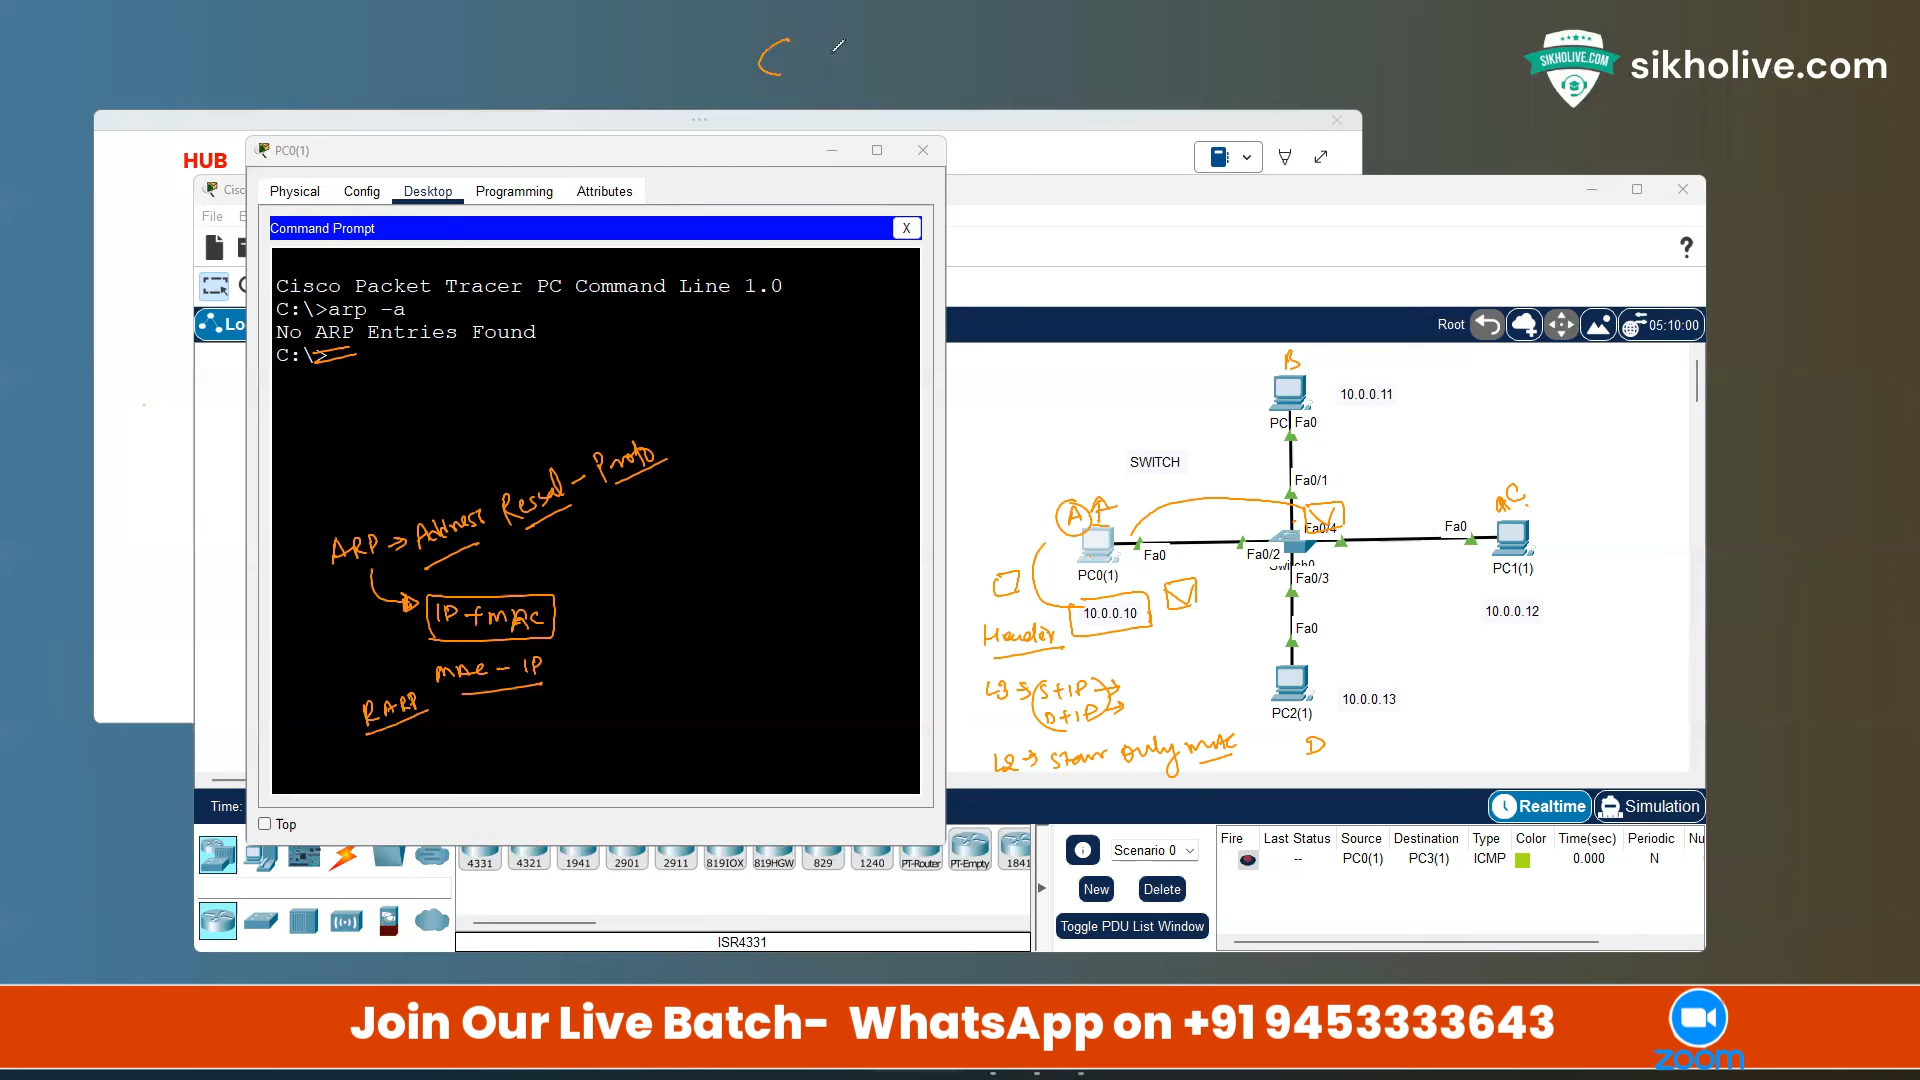 SIKHOLIVE.COM
sikholive.com
HUB
PC0(1)
Cisc
File
Physical Config Desktop Programming Attributes
Command Prompt
X
Cisco Packet Tracer PC Command Line 1.0
C:\>arp -a
No ARP Entries Found
C:\>
ARP → Address Ressol - Proto
IP + MAC
MAC - IP
RARP
Top
Lo
Root
05:10:00
B
10.0.0.11
PC
Fa0
SWITCH
Fa0/1
A
A
C
Fa0/4
Fa0
Fa0
Fa0/2
Switch0
PC0(1)
PC1(1)
Fa0/3
10.0.0.10
10.0.0.12
Header
Fa0
L3 → S+IP
D+IP
10.0.0.13
PC2(1)
D
L2 → Stor only MAC
Time:
Realtime
Simulation
4331 4321 1941 2901 2911 819IOX 819HGW 829 1240 PT-Router PT-Empty 1841
ISR4331
Scenario 0
New
Delete
Toggle PDU List Window
Fire Last Status Source Destination Type Color Time(sec) Periodic Nu
-- PC0(1) PC3(1) ICMP 0.000 N
Join Our Live Batch- WhatsApp on +91 9453333643
zoom